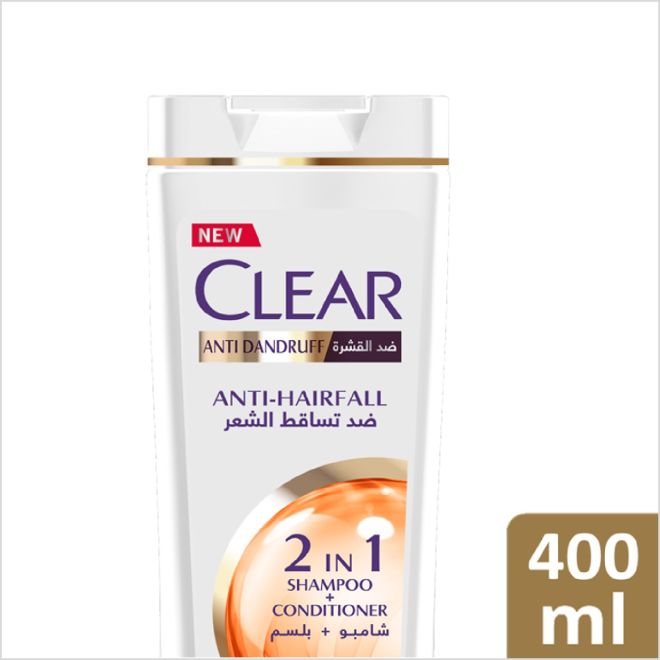 NEW
CLEAR
ANTI DANDRUFF ضد القشرة
ANTI-HAIRFALL
ضد تساقط الشعر
2 IN 1
SHAMPOO
+
CONDITIONER
شامبو + بلسم
400
ml